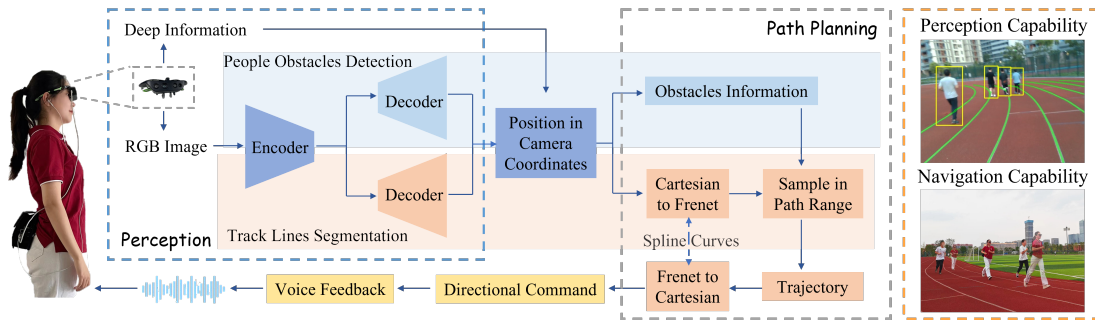 Deep Information
Path Planning
Perception Capability
People Obstacles Detection
Decoder
Obstacles Information
RGB Image
Encoder
Position in
Camera
Coordinates
Decoder
Cartesian
to Frenet
Sample in
Path Range
Navigation Capability
Perception
Track Lines Segmentation
Spline Curves
Voice Feedback
Directional Command
Frenet to
Cartesian
Trajectory